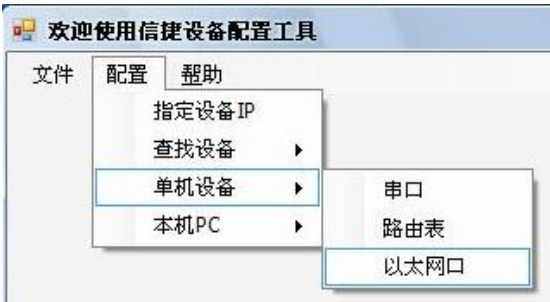 欢迎使用信捷设备配置工具
文件 配置 帮助
指定设备IP
查找设备
单机设备
本机PC
串口
路由表
以太网口